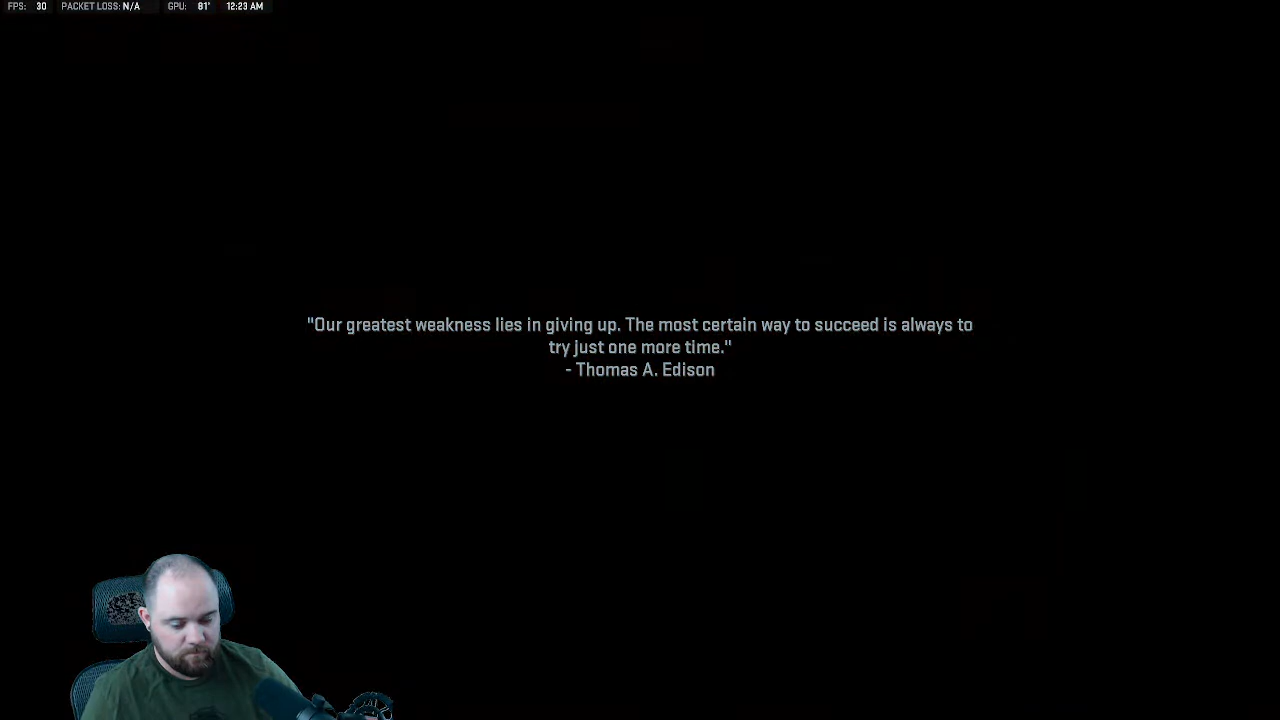 FPS: 30 PACKET LOSS: N/A GPU: 81° 12:23 AM
"Our greatest weakness lies in giving up. The most certain way to succeed is always to
try just one more time."
- Thomas A. Edison